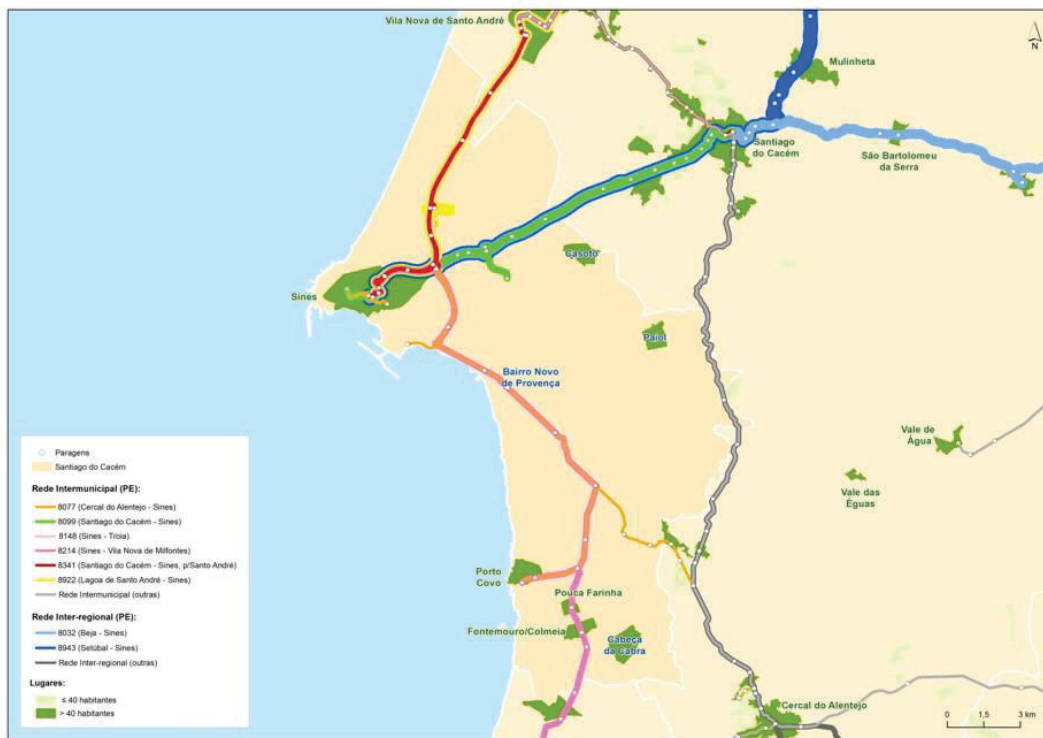 Vila Nova de Santo André
N
Mulinheta
Santiago
do Cacém
São Bartolomeu
da Serra
Casoto
Sines
Paiol
Bairro Novo
de Provença
Vale de
Água
Vale das
Éguas
Porto
Covo
Pouca Farinha
Fontemouro/Colmeia
Cabeça
da Cabra
Cercal do Alentejo
0 1,5 3 km
Paragens
Santiago do Cacém
Rede Intermunicipal (PE):
8077 (Cercal do Alentejo - Sines)
8099 (Santiago do Cacém - Sines)
8148 (Sines - Troia)
8214 (Sines - Vila Nova de Milfontes)
8341 (Santiago do Cacém - Sines, p/Santo André)
8922 (Lagoa de Santo André - Sines)
Rede Intermunicipal (outras)
Rede Inter-regional (PE):
8032 (Beja - Sines)
8943 (Setúbal - Sines)
Rede Inter-regional (outras)
Lugares:
≤ 40 habitantes
> 40 habitantes